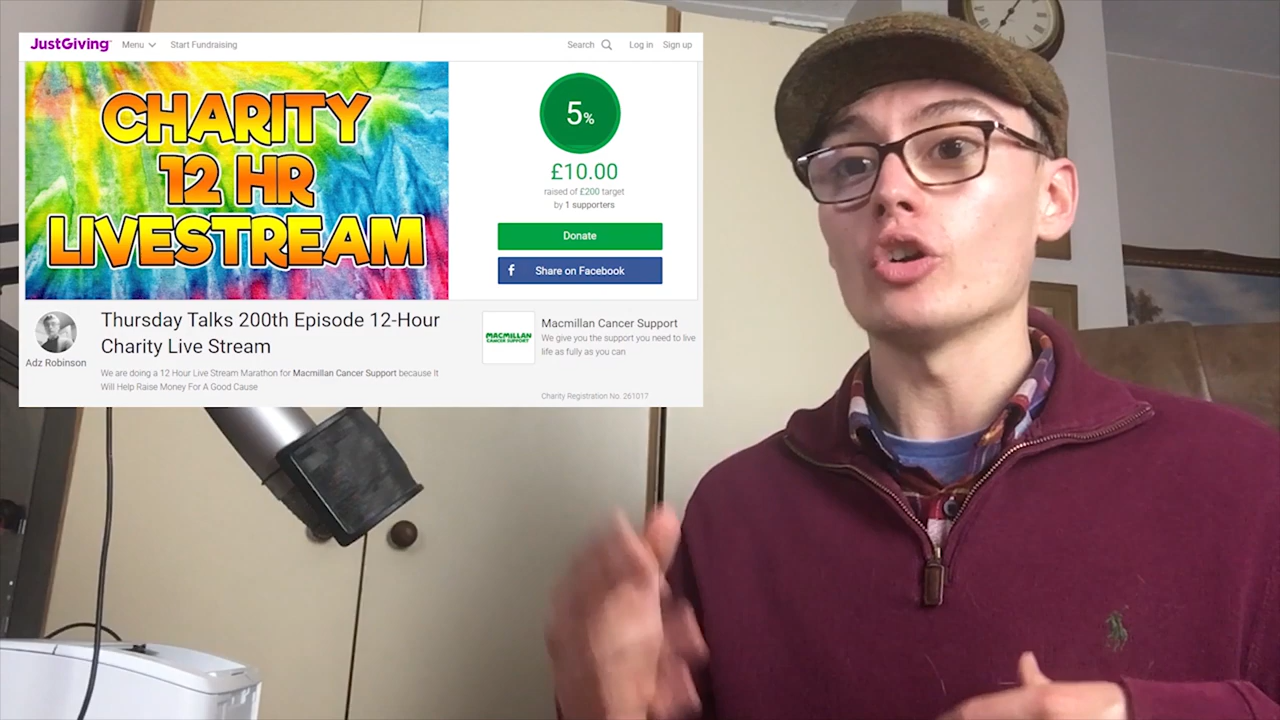 JustGiving
Menu
Start Fundraising
Search
Log in
Sign up
CHARITY
12 HR
LIVESTREAM
5%
£10.00
raised of £200 target
by 1 supporters
Donate
Share on Facebook
Adz Robinson
Thursday Talks 200th Episode 12-Hour
Charity Live Stream
We are doing a 12 Hour Live Stream Marathon for Macmillan Cancer Support because It
Will Help Raise Money For A Good Cause
MACMILLAN
CANCER SUPPORT
Macmillan Cancer Support
We give you the support you need to live
life as fully as you can
Charity Registration No. 261017